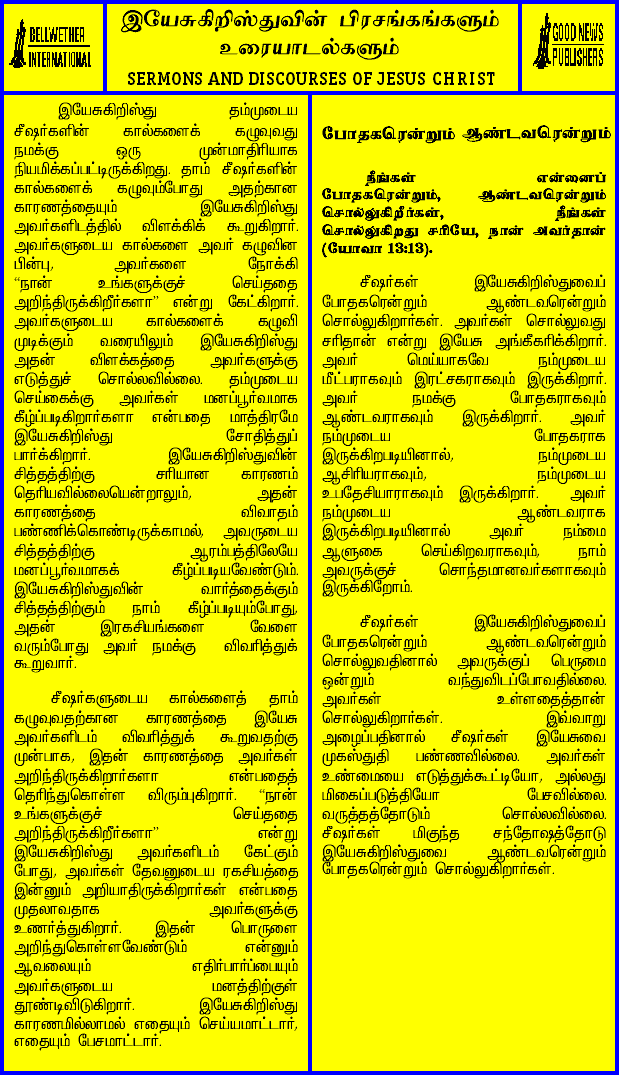 BELLWETHER
INTERNATIONAL
இயேசுகிறிஸ்துவின் பிரசங்கங்களும்
உரையாடல்களும்
SERMONS AND DISCOURSES OF JESUS CHRIST
GOOD NEWS
PUBLISHERS
இயேசுகிறிஸ்து தம்முடைய
சீஷர்களின் கால்களைக் கழுவுவது
நமக்கு ஒரு முன்மாதிரியாக
நியமிக்கப்பட்டிருக்கிறது. தாம் சீஷர்களின்
கால்களைக் கழுவும்போது அதற்கான
காரணத்தையும் இயேசுகிறிஸ்து
அவர்களிடத்தில் விளக்கிக் கூறுகிறார்.
அவர்களுடைய கால்களை அவர் கழுவின
பின்பு, அவர்களை நோக்கி
“நான் உங்களுக்குச் செய்ததை
அறிந்திருக்கிறீர்களா” என்று கேட்கிறார்.
அவர்களுடைய கால்களைக் கழுவி
முடிக்கும் வரையிலும் இயேசுகிறிஸ்து
அதன் விளக்கத்தை அவர்களுக்கு
எடுத்துச் சொல்லவில்லை. தம்முடைய
செய்கைக்கு அவர்கள் மனப்பூர்வமாக
கீழ்ப்படிகிறார்களா என்பதை மாத்திரமே
இயேசுகிறிஸ்து சோதித்துப்
பார்க்கிறார். இயேசுகிறிஸ்துவின்
சித்தத்திற்கு சரியான காரணம்
தெரியவில்லையென்றாலும், அதன்
காரணத்தை விவாதம்
பண்ணிக்கொண்டிருக்காமல், அவருடைய
சித்தத்திற்கு ஆரம்பத்திலேயே
மனப்பூர்வமாகக் கீழ்ப்படியவேண்டும்.
இயேசுகிறிஸ்துவின் வார்த்தைக்கும்
சித்தத்திற்கும் நாம் கீழ்ப்படியும்போது,
அதன் இரகசியங்களை வேளை
வரும்போது அவர் நமக்கு விவரித்துக்
கூறுவார்.
சீஷர்களுடைய கால்களைத் தாம்
கழுவுவதற்கான காரணத்தை இயேசு
அவர்களிடம் விவரித்துக் கூறுவதற்கு
முன்பாக, இதன் காரணத்தை அவர்கள்
அறிந்திருக்கிறார்களா என்பதைத்
தெரிந்துகொள்ள விரும்புகிறார். “நான்
உங்களுக்குச் செய்ததை
அறிந்திருக்கிறீர்களா” என்று
இயேசுகிறிஸ்து அவர்களிடம் கேட்கும்
போது, அவர்கள் தேவனுடைய ரகசியத்தை
இன்னும் அறியாதிருக்கிறார்கள் என்பதை
முதலாவதாக அவர்களுக்கு
உணர்த்துகிறார். இதன் பொருளை
அறிந்துகொள்ளவேண்டும் என்னும்
ஆவலையும் எதிர்பார்ப்பையும்
அவர்களுடைய மனத்திற்குள்
தூண்டிவிடுகிறார். இயேசுகிறிஸ்து
காரணமில்லாமல் எதையும் செய்யமாட்டார்,
எதையும் பேசமாட்டார்.
போதகரென்றும் ஆண்டவரென்றும்
நீங்கள் என்னைப்
போதகரென்றும், ஆண்டவரென்றும்
சொல்லுகிறீர்கள், நீங்கள்
சொல்லுகிறது சரியே, நான் அவர்தான்
(யோவா 13:13).
சீஷர்கள் இயேசுகிறிஸ்துவைப்
போதகரென்றும் ஆண்டவரென்றும்
சொல்லுகிறார்கள். அவர்கள் சொல்லுவது
சரிதான் என்று இயேசு அங்கீகரிக்கிறார்.
அவர் மெய்யாகவே நம்முடைய
மீட்பராகவும் இரட்சகராகவும் இருக்கிறார்.
அவர் நமக்கு போதகராகவும்
ஆண்டவராகவும் இருக்கிறார். அவர்
நம்முடைய போதகராக
இருக்கிறபடியினால், நம்முடைய
ஆசிரியராகவும், நம்முடைய
உபதேசியாராகவும் இருக்கிறார். அவர்
நம்முடைய ஆண்டவராக
இருக்கிறபடியினால் அவர் நம்மை
ஆளுகை செய்கிறவராகவும், நாம்
அவருக்குச் சொந்தமானவர்களாகவும்
இருக்கிறோம்.
சீஷர்கள் இயேசுகிறிஸ்துவைப்
போதகரென்றும் ஆண்டவரென்றும்
சொல்லுவதினால் அவருக்குப் பெருமை
ஒன்றும் வந்துவிடப்போவதில்லை.
அவர்கள் உள்ளதைத்தான்
சொல்லுகிறார்கள். இவ்வாறு
அழைப்பதினால் சீஷர்கள் இயேசுவை
முகஸ்துதி பண்ணவில்லை. அவர்கள்
உண்மையை எடுத்துக்கூட்டியோ, அல்லது
மிகைப்படுத்தியோ பேசவில்லை.
வருத்தத்தோடும் சொல்லவில்லை.
சீஷர்கள் மிகுந்த சந்தோஷத்தோடு
இயேசுகிறிஸ்துவை ஆண்டவரென்றும்
போதகரென்றும் சொல்லுகிறார்கள்.